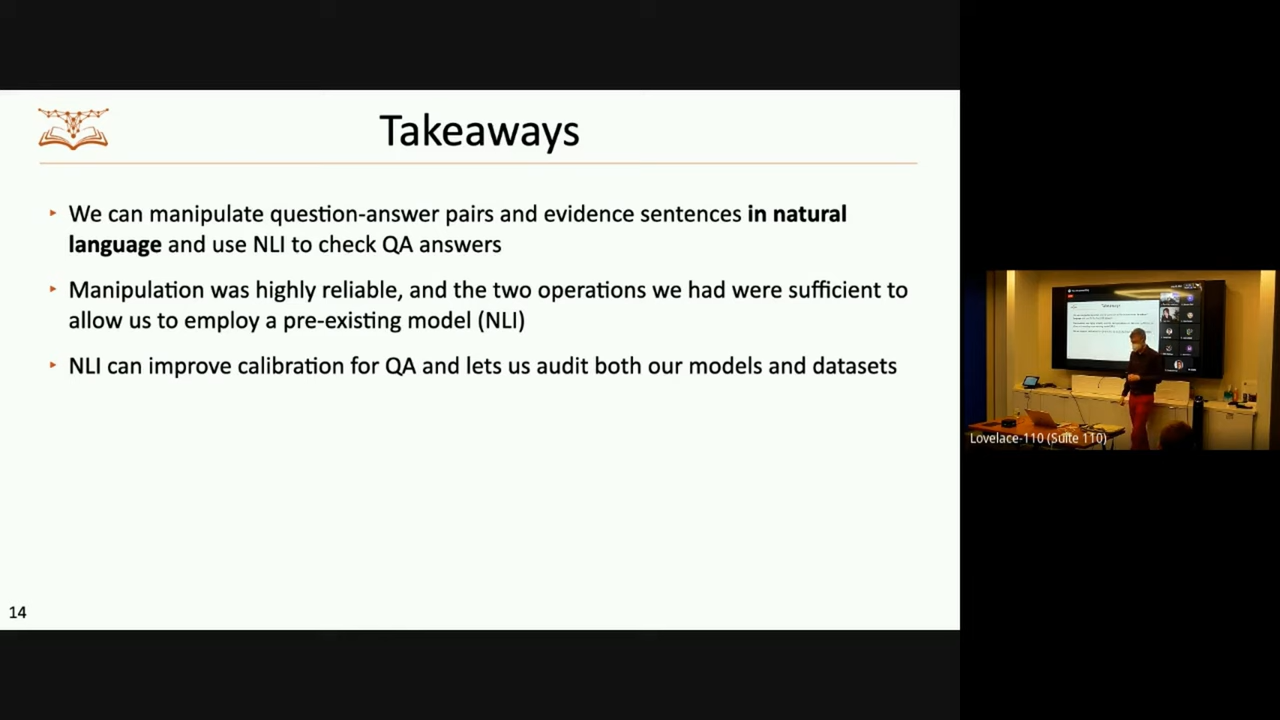 Takeaways
We can manipulate question-answer pairs and evidence sentences in natural
language and use NLI to check QA answers
Manipulation was highly reliable, and the two operations we had were sufficient to
allow us to employ a pre-existing model (NLI)
NLI can improve calibration for QA and lets us audit both our models and datasets
14
Lovelace-110 (Suite 110)